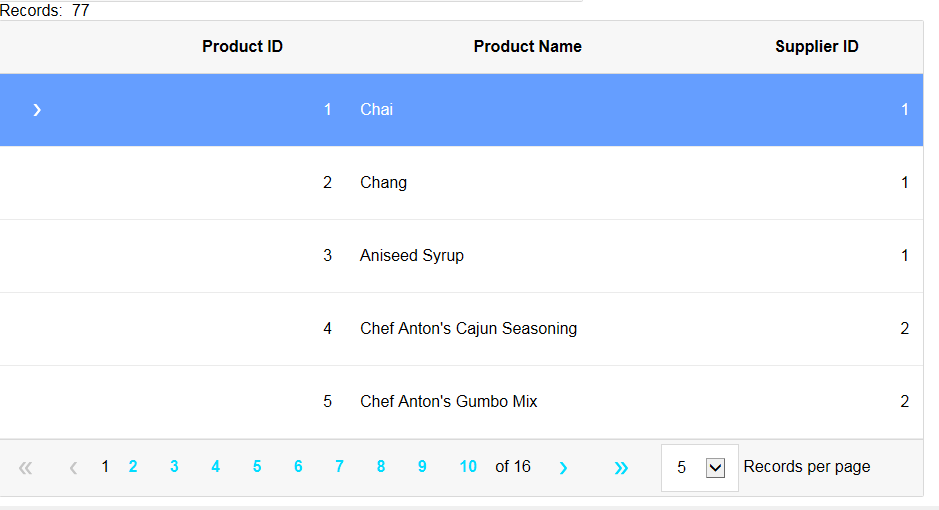 Records: 77
Product ID Product Name Supplier ID
1 Chai 1
2 Chang 1
3 Aniseed Syrup 1
4 Chef Anton's Cajun Seasoning 2
5 Chef Anton's Gumbo Mix 2
1 2 3 4 5 6 7 8 9 10 of 16 5 Records per page